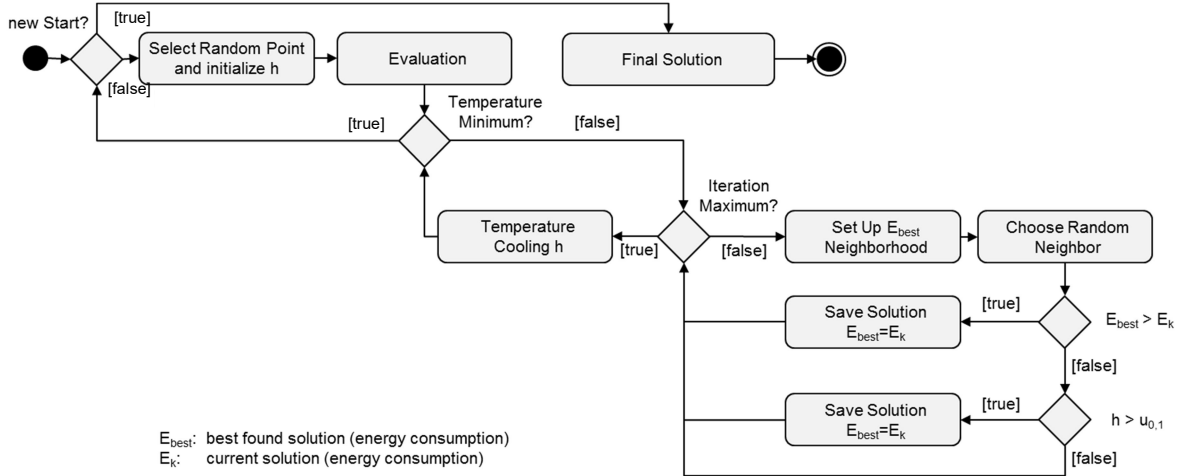 new Start?
[true]
Select Random Point
and initialize h
Evaluation
Final Solution
[false]
Temperature
Minimum?
[true]
[false]
Iteration
Maximum?
Temperature
Cooling h
[true]
[false]
Set Up E_best
Neighborhood
Choose Random
Neighbor
Save Solution
E_best=E_k
[true]
E_best > E_k
[false]
Save Solution
E_best=E_k
[true]
h > u_0,1
[false]
E_best: best found solution (energy consumption)
E_k: current solution (energy consumption)